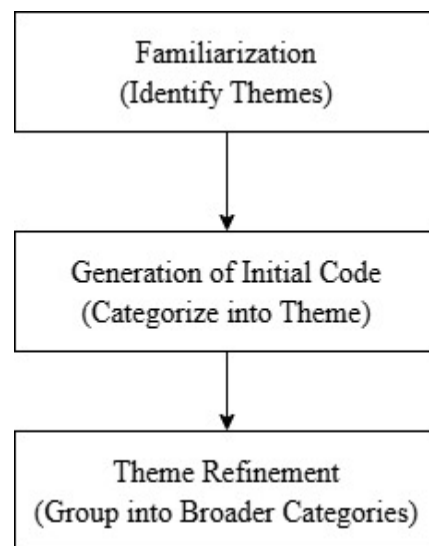 Familiarization
(Identify Themes)
Generation of Initial Code
(Categorize into Theme)
Theme Refinement
(Group into Broader Categories)